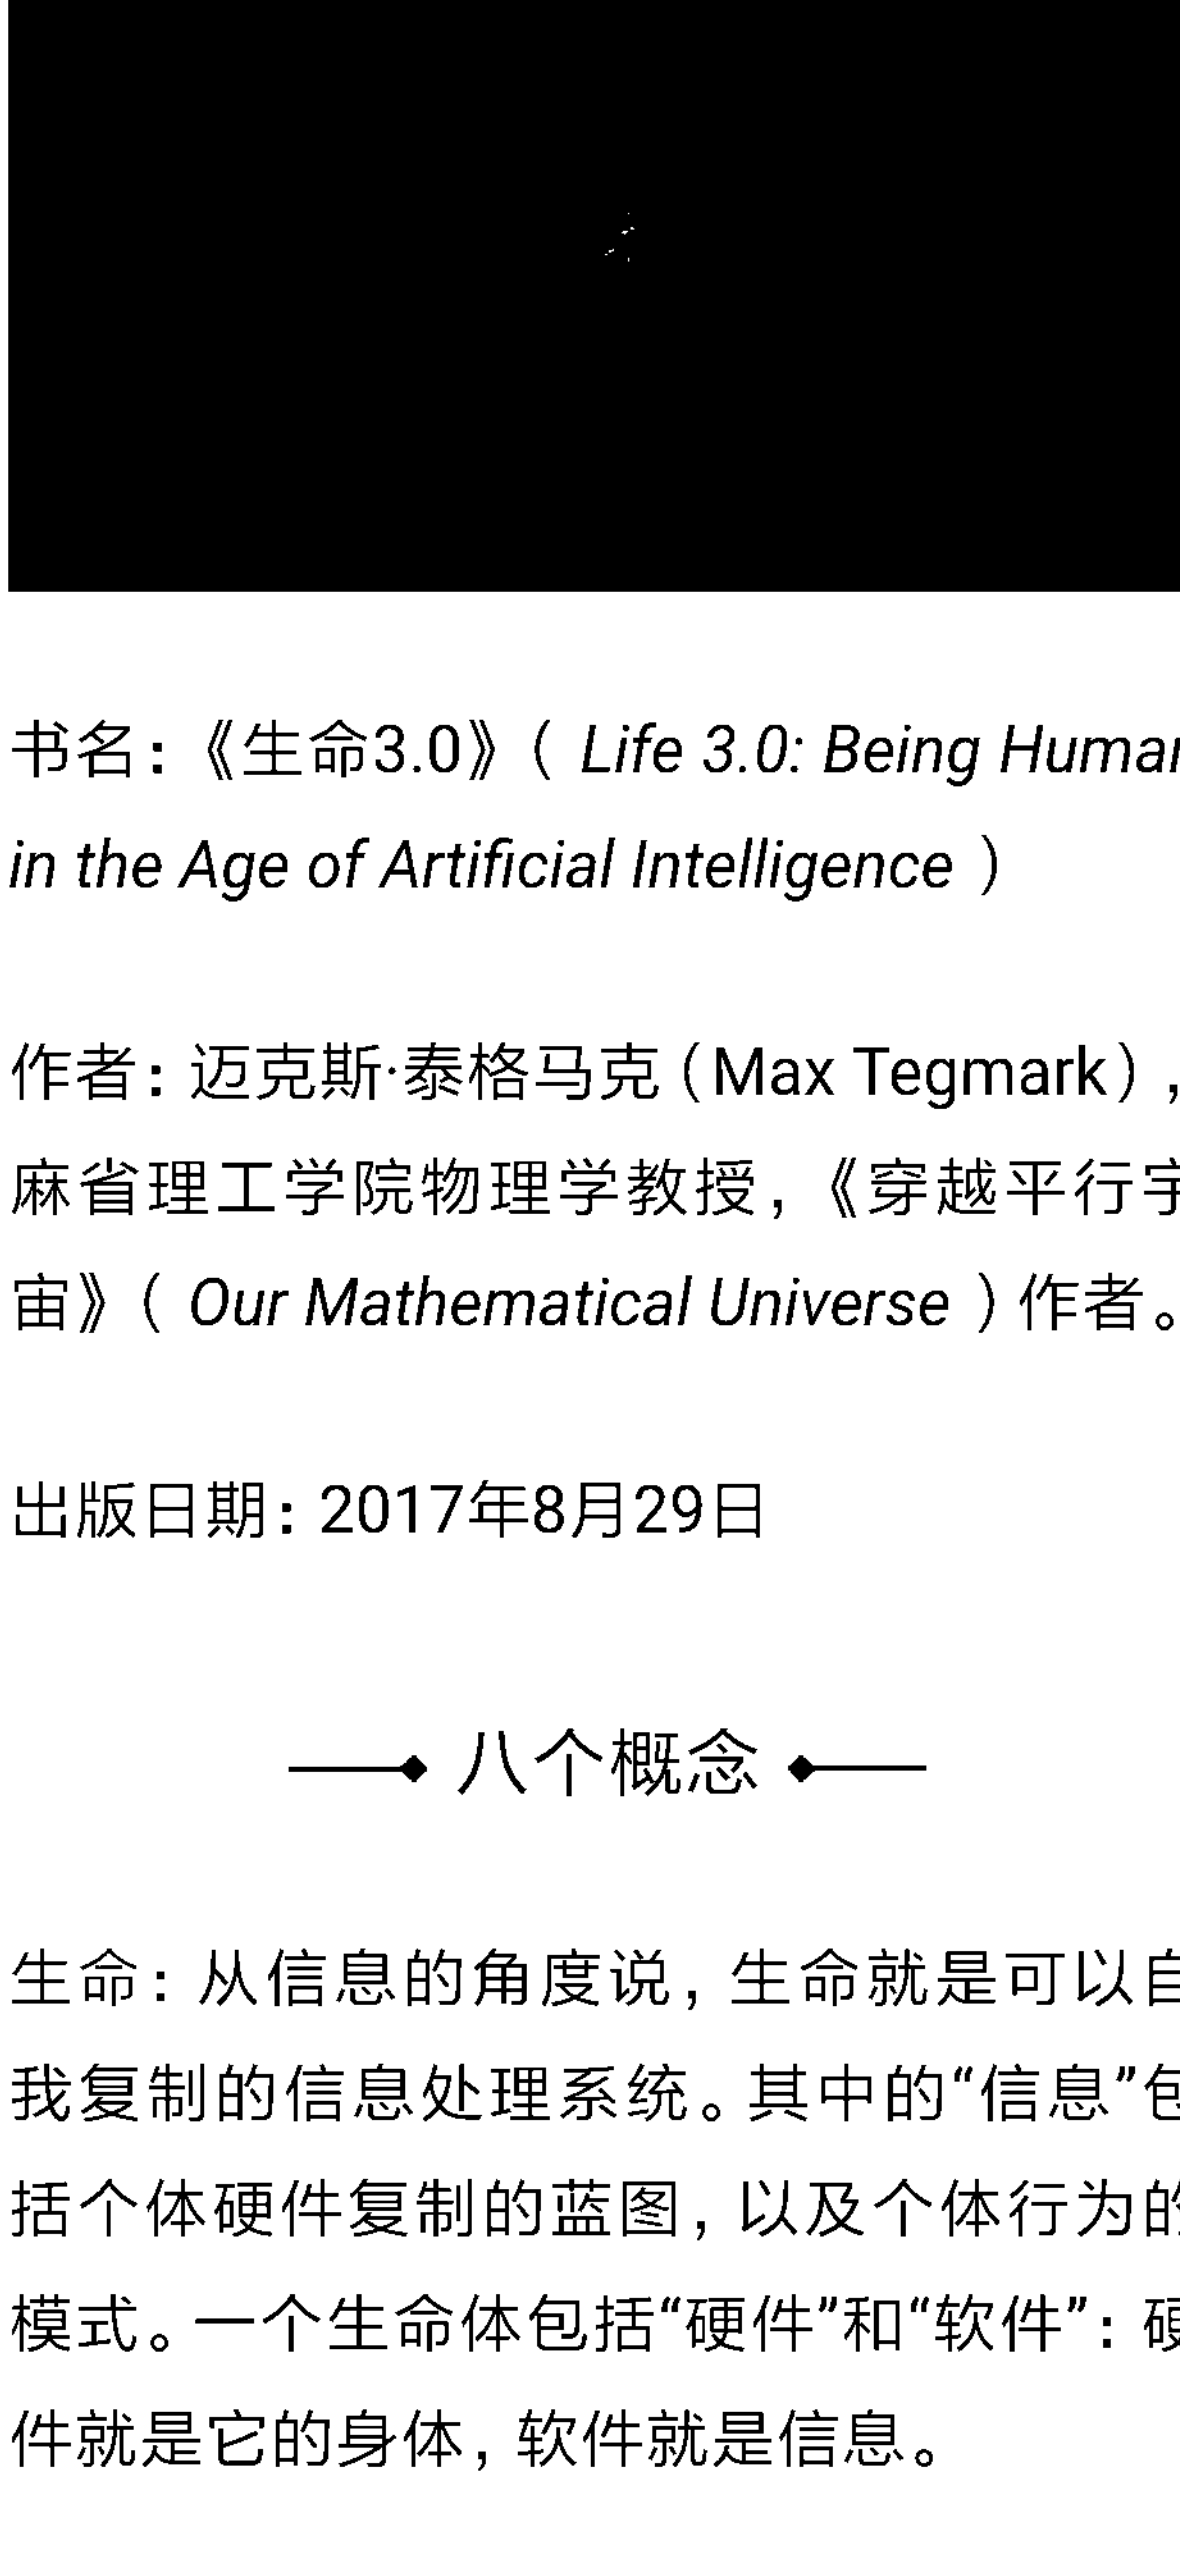 书名：《生命3.0》（ Life 3.0: Being Human
in the Age of Artificial Intelligence ）
作者：迈克斯·泰格马克（Max Tegmark），
麻省理工学院物理学教授，《穿越平行宇
宙》（ Our Mathematical Universe ）作者。
出版日期：2017年8月29日
八个概念
生命：从信息的角度说，生命就是可以自
我复制的信息处理系统。其中的“信息”包
括个体硬件复制的蓝图，以及个体行为的
模式。一个生命体包括“硬件”和“软件”：硬
件就是它的身体，软件就是信息。